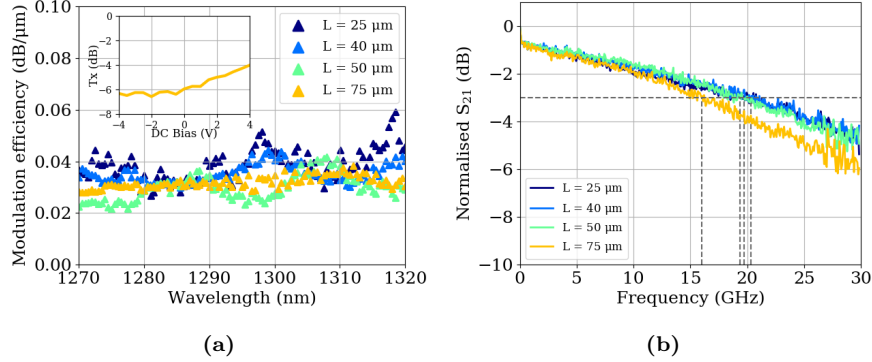 0.10
0.08
0.06
0.04
0.02
0.00
Modulation efficiency (dB/μm)
1270 1280 1290 1300 1310 1320
Wavelength (nm)
0
−2
−4
−6
−8
Tx (dB)
−4 −2 0 2 4
DC Bias (V)
L = 25 μm
L = 40 μm
L = 50 μm
L = 75 μm
(a)
0
−2
−4
−6
−8
−10
Normalised S21 (dB)
0 5 10 15 20 25 30
Frequency (GHz)
L = 25 μm
L = 40 μm
L = 50 μm
L = 75 μm
(b)